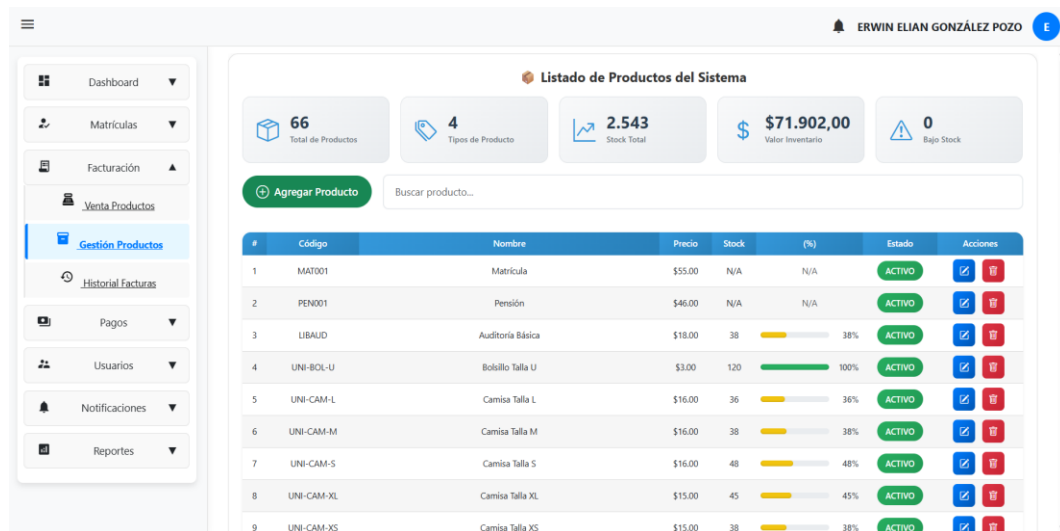 ERWIN ELIAN GONZÁLEZ POZO E
Dashboard ▼
Matrículas ▼
Facturación ▲
Venta Productos
Gestión Productos
Historial Facturas
Pagos ▼
Usuarios ▼
Notificaciones ▼
Reportes ▼
Listado de Productos del Sistema
66
Total de Productos
4
Tipos de Producto
2.543
Stock Total
$71.902,00
Valor Inventario
0
Bajo Stock
Agregar Producto
Buscar producto...
# Código Nombre Precio Stock (%) Estado Acciones
1 MAT001 Matrícula $55.00 N/A N/A ACTIVO
2 PEN001 Pensión $46.00 N/A N/A ACTIVO
3 LIBAUD Auditoría Básica $18.00 38 38% ACTIVO
4 UNI-BOL-U Bolsillo Talla U $3.00 120 100% ACTIVO
5 UNI-CAM-L Camisa Talla L $16.00 36 36% ACTIVO
6 UNI-CAM-M Camisa Talla M $16.00 38 38% ACTIVO
7 UNI-CAM-S Camisa Talla S $16.00 48 48% ACTIVO
8 UNI-CAM-XL Camisa Talla XL $15.00 45 45% ACTIVO
9 UNI-CAM-XS Camisa Talla XS $15.00 38 38% ACTIVO